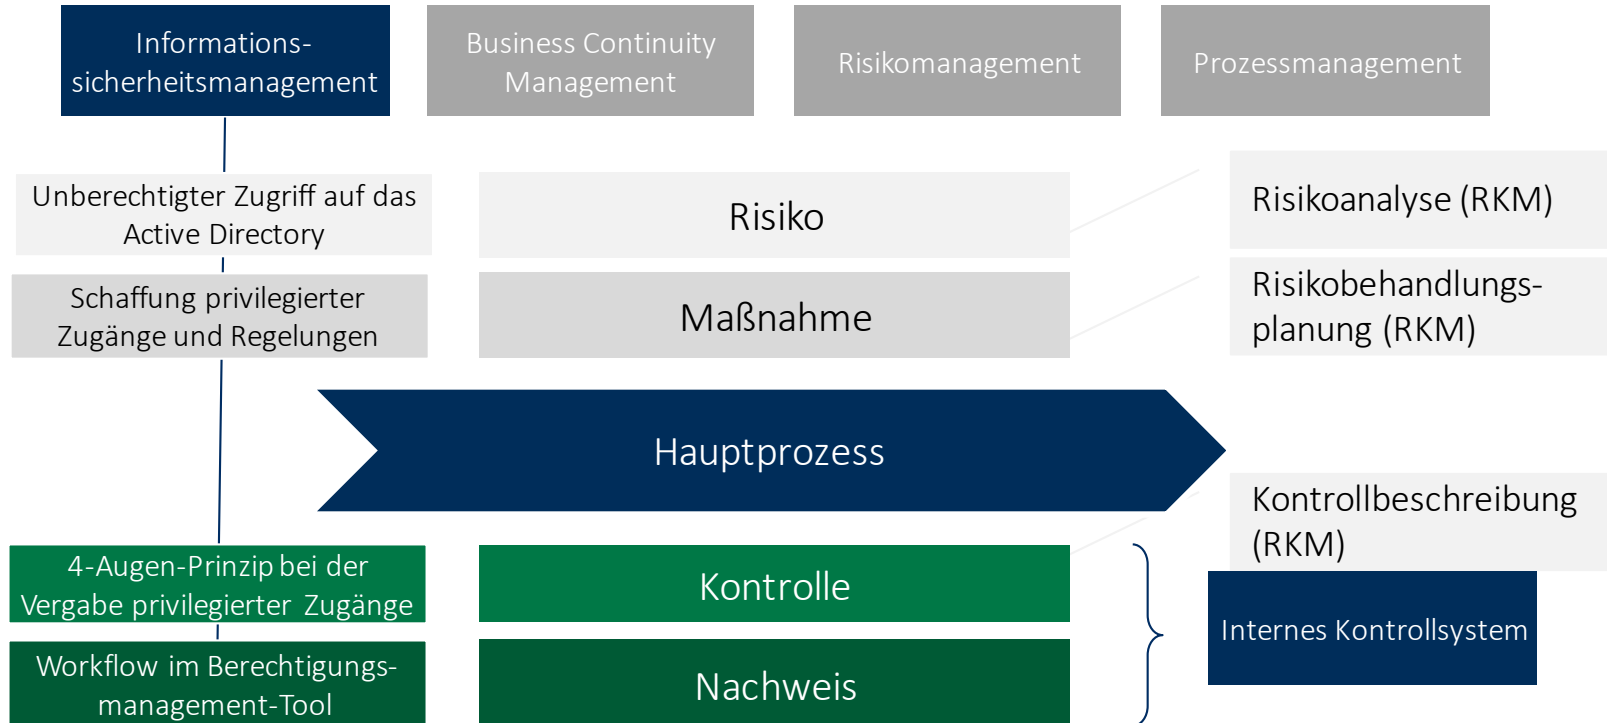 Informations-
sicherheitsmanagement
Business Continuity
Management
Risikomanagement
Prozessmanagement
Unberechtigter Zugriff auf das
Active Directory
Risiko
Risikoanalyse (RKM)
Schaffung privilegierter
Zugänge und Regelungen
Maßnahme
Risikobehandlungs-
planung (RKM)
Hauptprozess
Kontrollbeschreibung
(RKM)
4-Augen-Prinzip bei der
Vergabe privilegierter Zugänge
Kontrolle
Internes Kontrollsystem
Workflow im Berechtigungs-
management-Tool
Nachweis